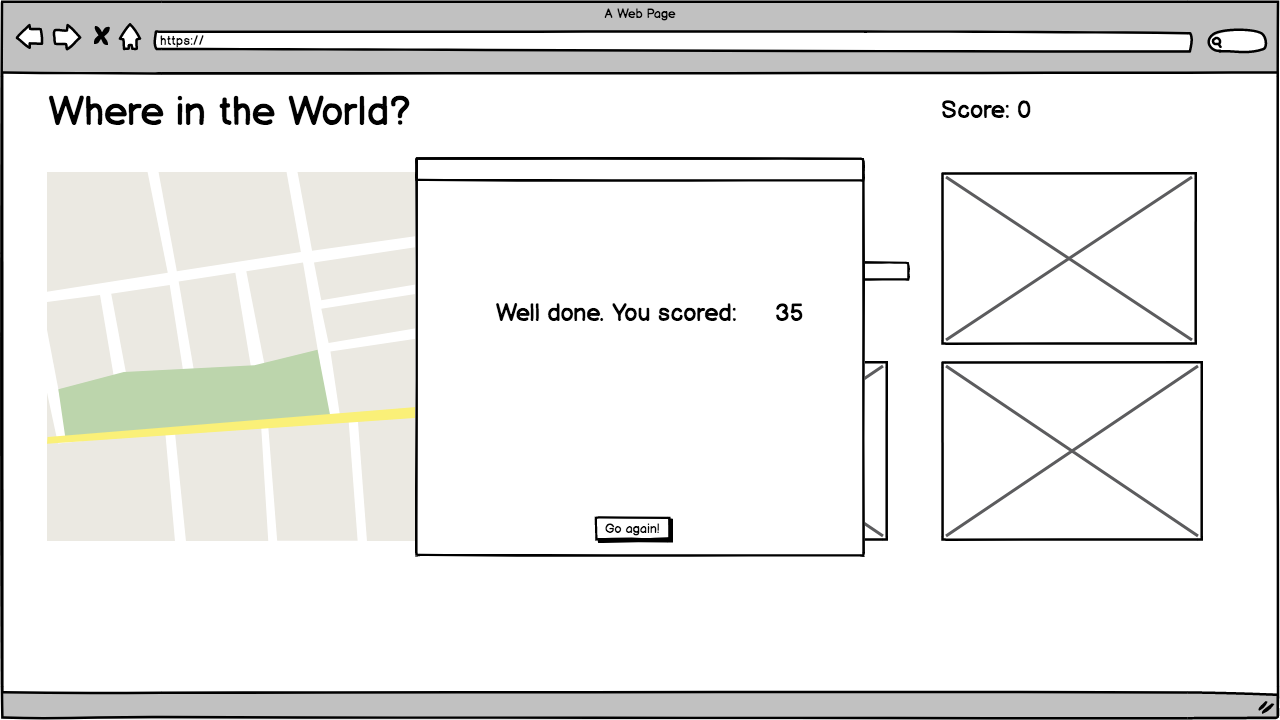 A Web Page
https://
Where in the World?
Score: 0
Well done. You scored: 35
Go again!